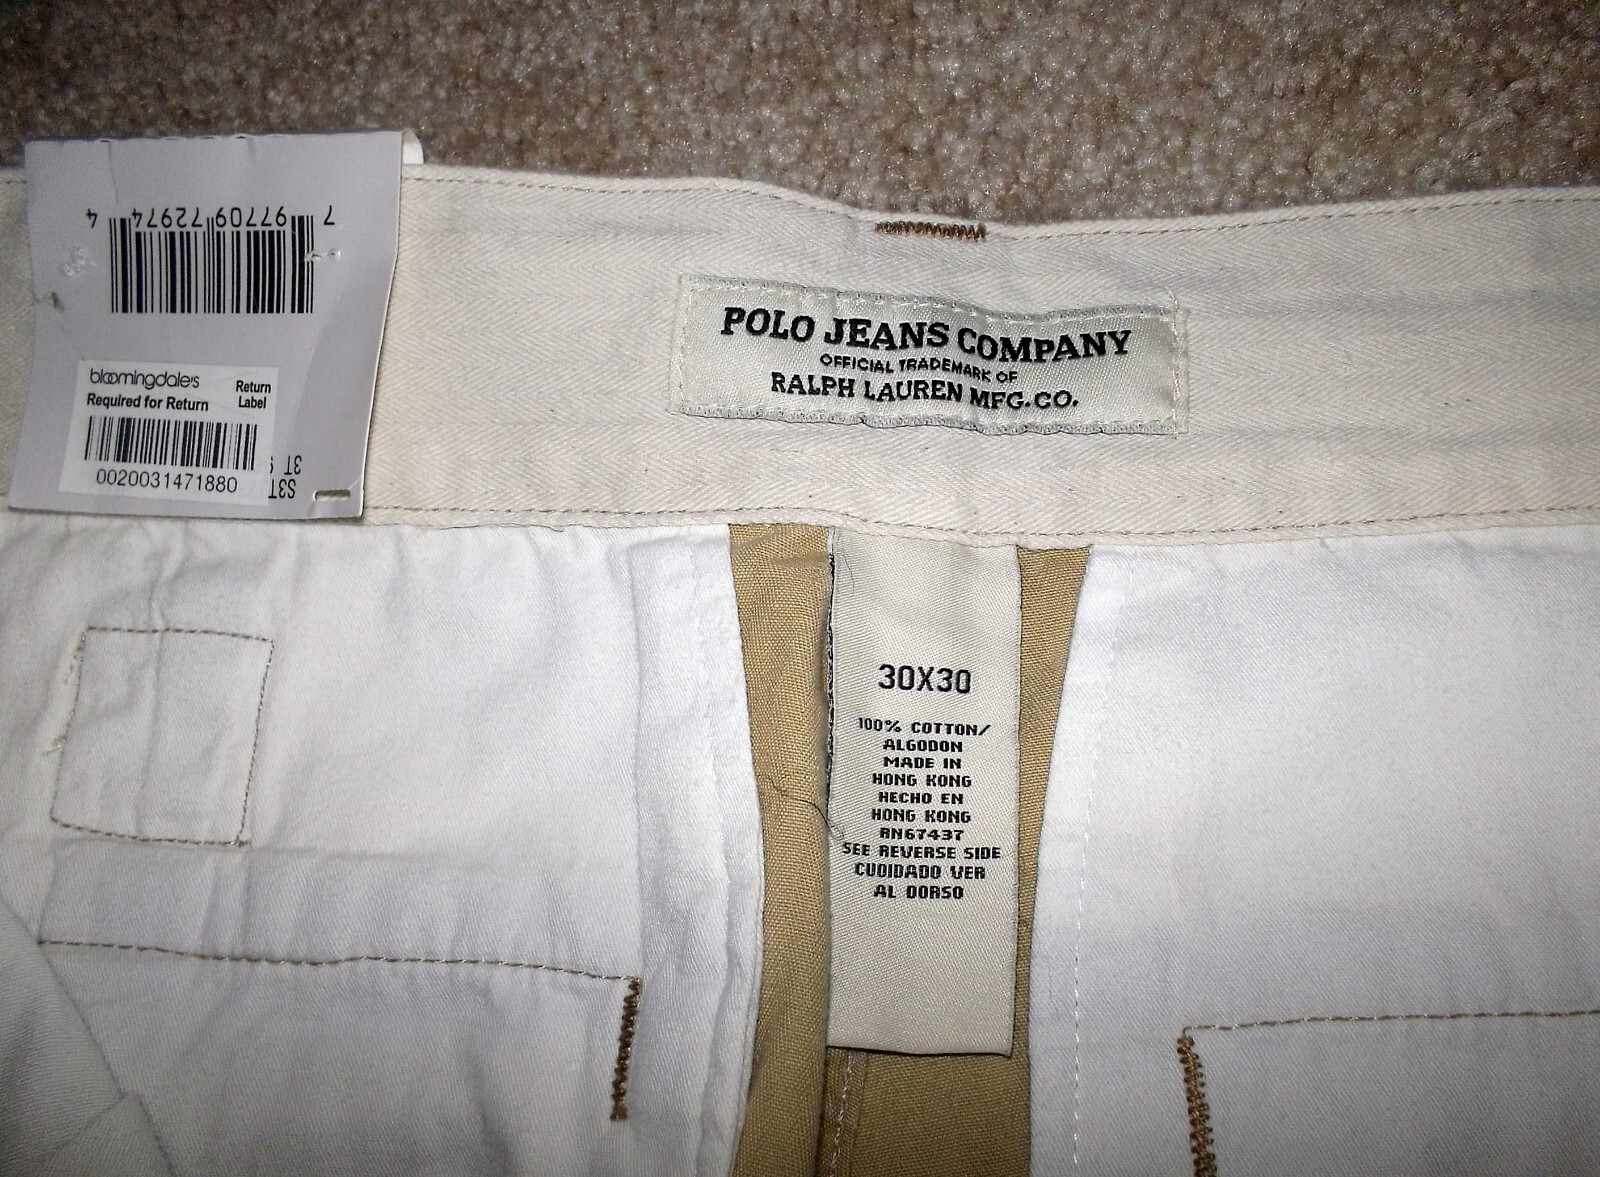 7 97709 72974 4
bloomingdale's
Return
Required for Return
Label
0020031471880
POLO JEANS COMPANY
OFFICIAL TRADEMARK OF
RALPH LAUREN MFG.CO.
30X30
100% COTTON/
ALGODON
MADE IN
HONG KONG
HECHO EN
HONG KONG
RN67437
SEE REVERSE SIDE
CUOIDADO VER
AL DORSO